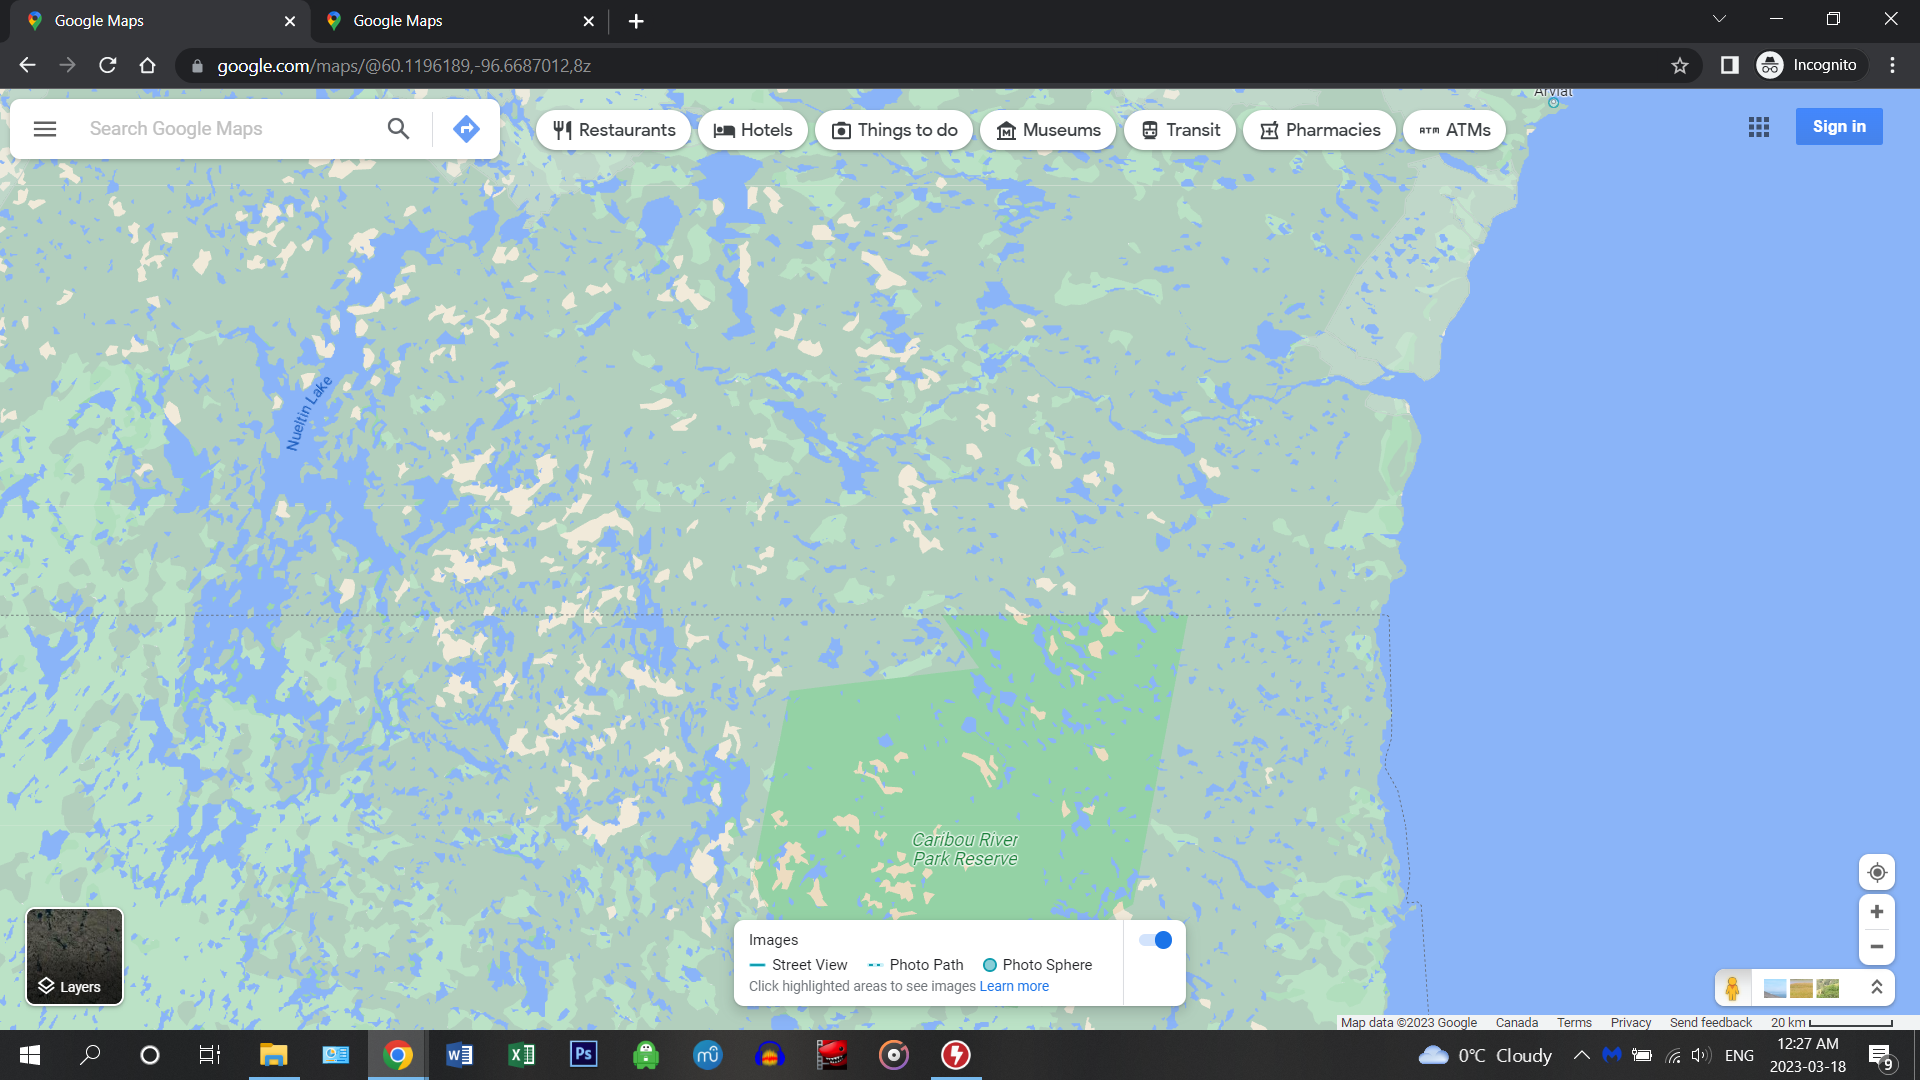 Google Maps
Google Maps
google.com/maps/@60.1196189,-96.6687012,8z
Incognito
Search Google Maps
Restaurants
Hotels
Things to do
Museums
Transit
Pharmacies
ATM ATMs
Sign in
Arviat
Nueltin Lake
Caribou River
Park Reserve
Layers
Images
Street View
Photo Path
Photo Sphere
Click highlighted areas to see images Learn more
Map data ©2023 Google
Canada
Terms
Privacy
Send feedback
20 km
W
X
Ps
mu
0°C Cloudy
ENG
12:27 AM
2023-03-18
9